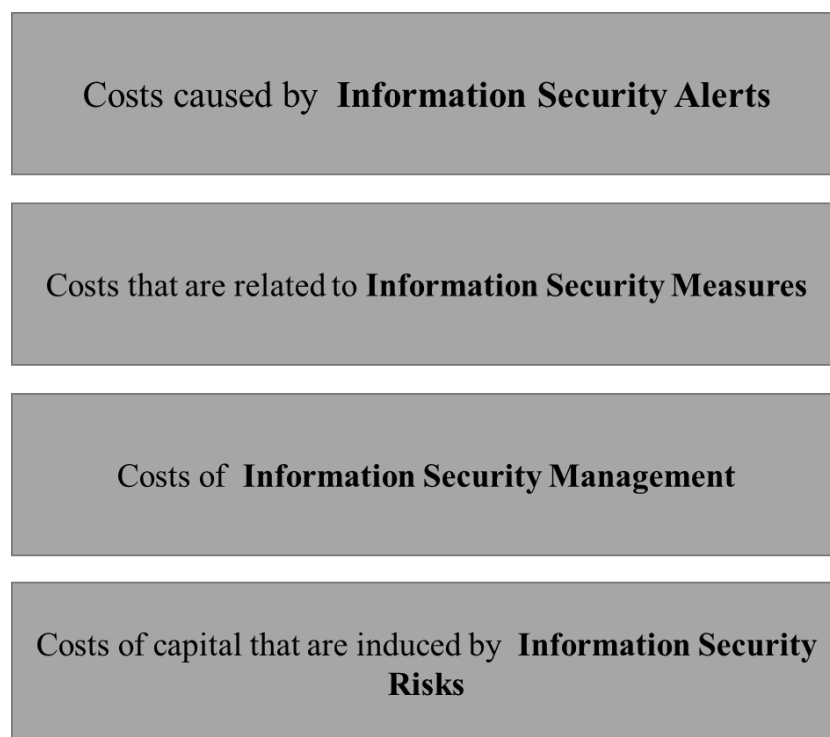 Costs caused by Information Security Alerts
Costs that are related to Information Security Measures
Costs of Information Security Management
Costs of capital that are induced by Information Security
Risks